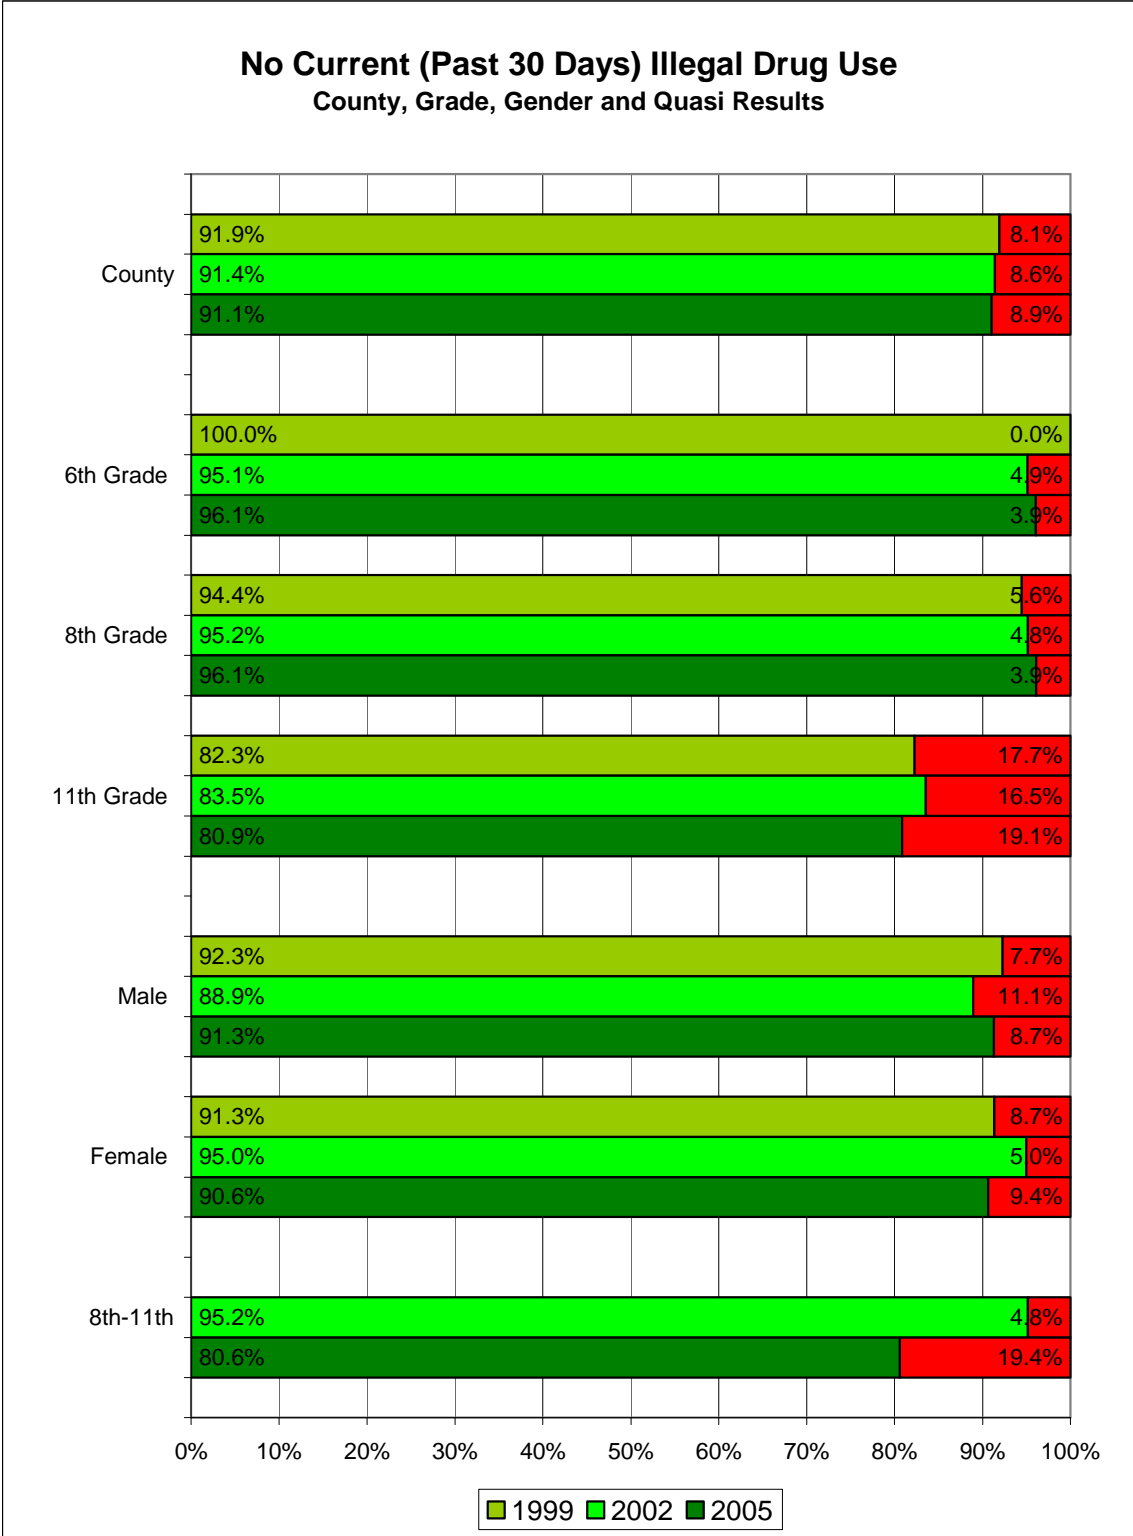 No Current (Past 30 Days) Illegal Drug Use
County, Grade, Gender and Quasi Results
91.9% 8.1%
County 91.4% 8.6%
91.1% 8.9%
100.0% 0.0%
6th Grade 95.1% 4.9%
96.1% 3.9%
94.4% 5.6%
8th Grade 95.2% 4.8%
96.1% 3.9%
82.3% 17.7%
11th Grade 83.5% 16.5%
80.9% 19.1%
92.3% 7.7%
Male 88.9% 11.1%
91.3% 8.7%
91.3% 8.7%
Female 95.0% 5.0%
90.6% 9.4%
8th-11th 95.2% 4.8%
80.6% 19.4%
0% 10% 20% 30% 40% 50% 60% 70% 80% 90% 100%
1999 2002 2005